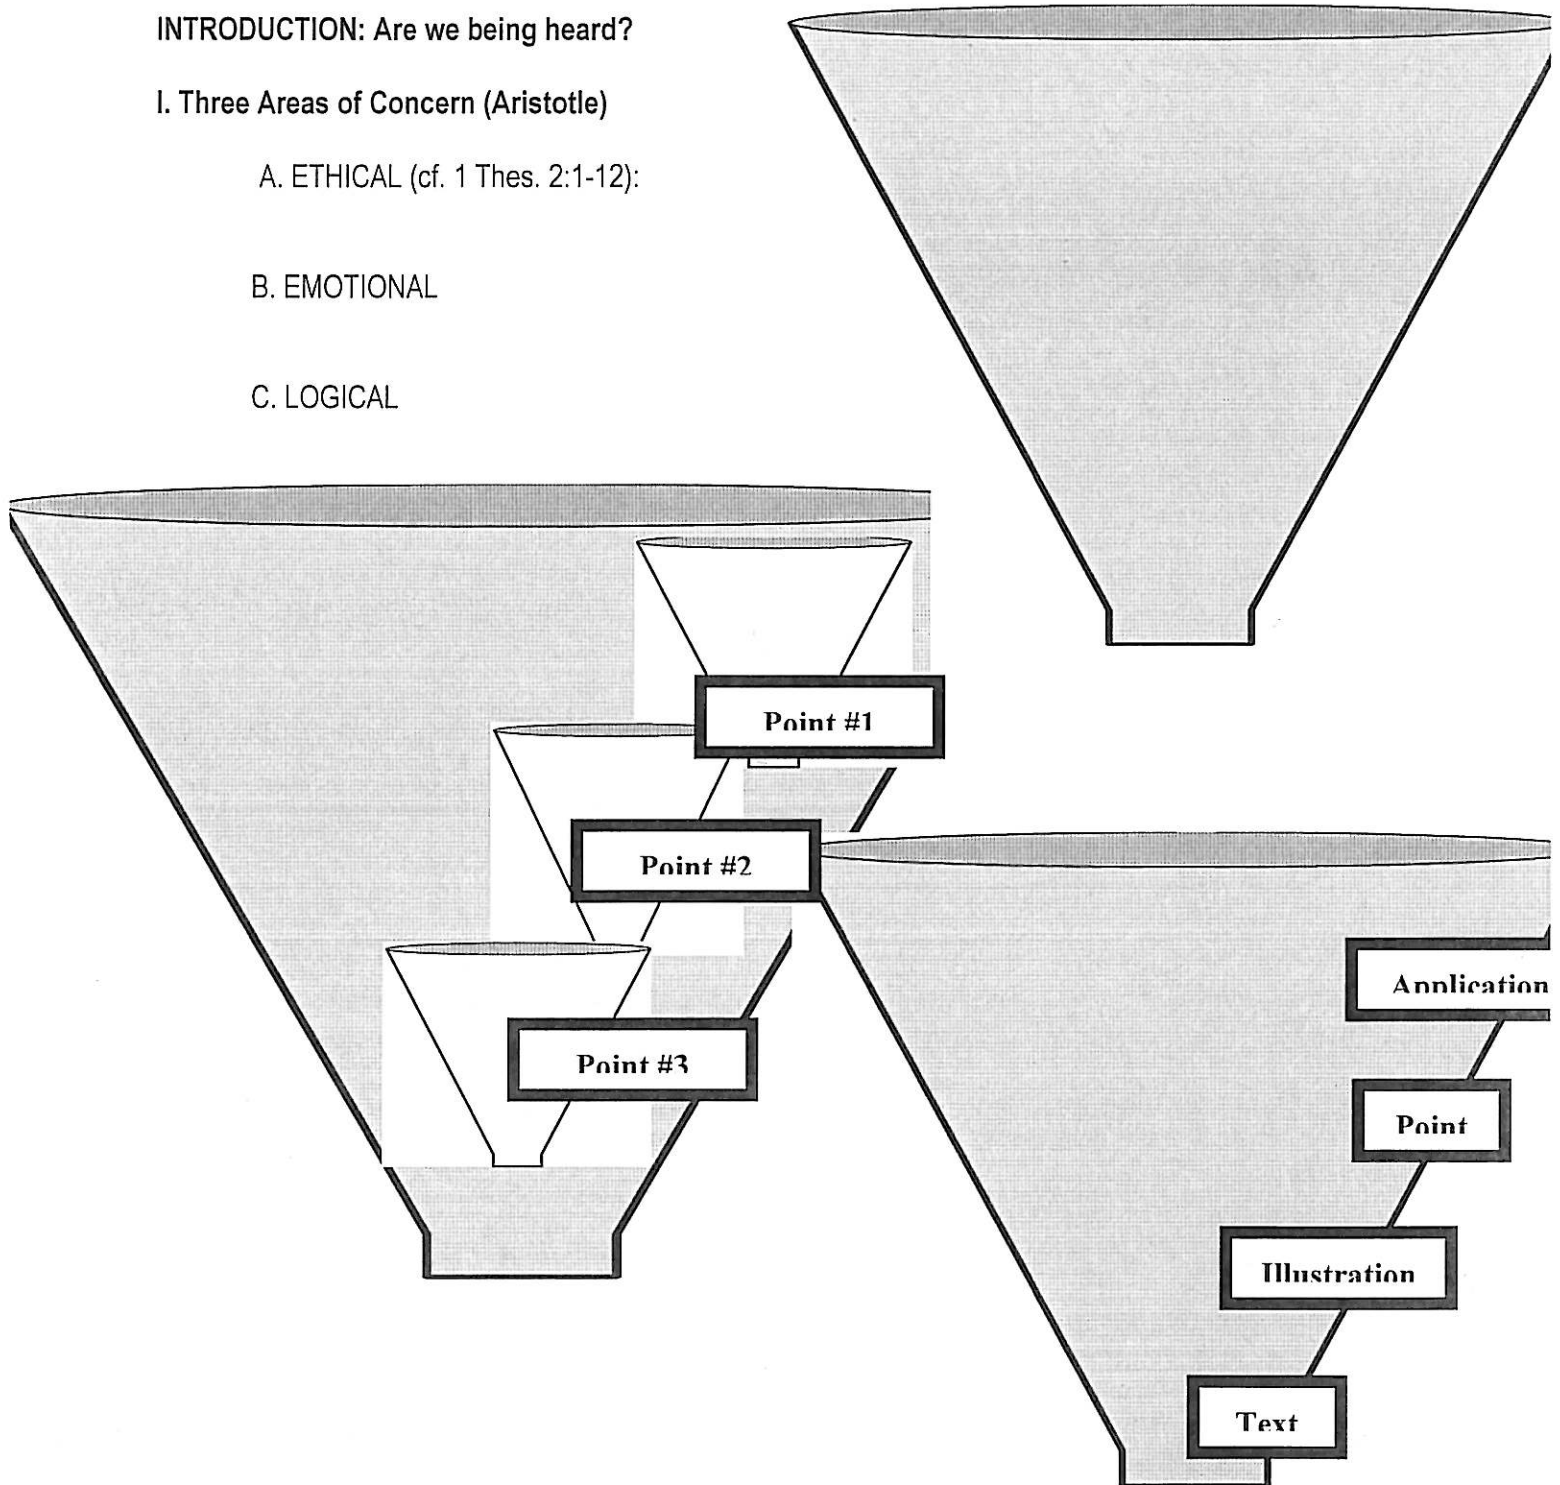 INTRODUCTION: Are we being heard?
I. Three Areas of Concern (Aristotle)
A. ETHICAL (cf. 1 Thes. 2:1-12):
B. EMOTIONAL
C. LOGICAL
Point #1
Point #2
Point #3
Application
Point
Illustration
Text